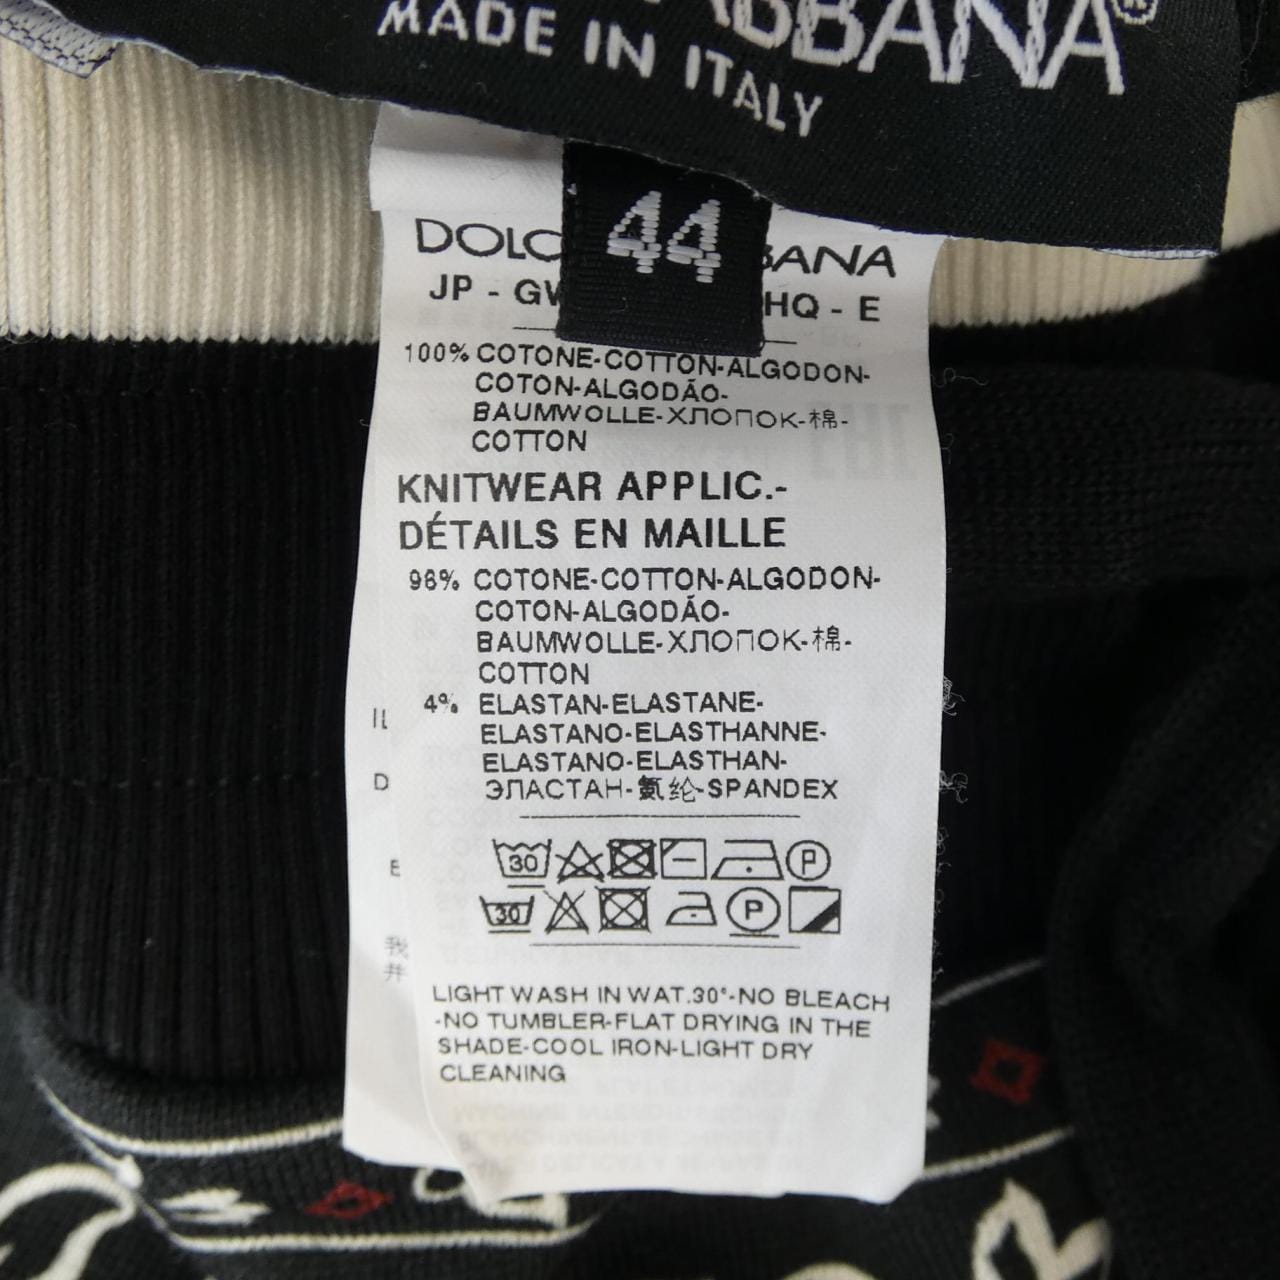 MADE IN ITALY
44
JP - HQ - E
100% COTONE-COTTON-ALGODON-
COTON-ALGODÃO-
BAUMWOLLE-ХЛОПОК-棉-
COTTON
KNITWEAR APPLIC.-
DÉTAILS EN MAILLE
96% COTONE-COTTON-ALGODON-
COTON-ALGODÃO-
BAUMWOLLE-ХЛОПОК-棉-
COTTON
4% ELASTAN-ELASTANE-
ELASTANO-ELASTHANNE-
ELASTANO-ELASTHAN-
ЭЛАСТАН-氨纶-SPANDEX
30 P
30 P
LIGHT WASH IN WAT.30°-NO BLEACH
-NO TUMBLER-FLAT DRYING IN THE
SHADE-COOL IRON-LIGHT DRY
CLEANING